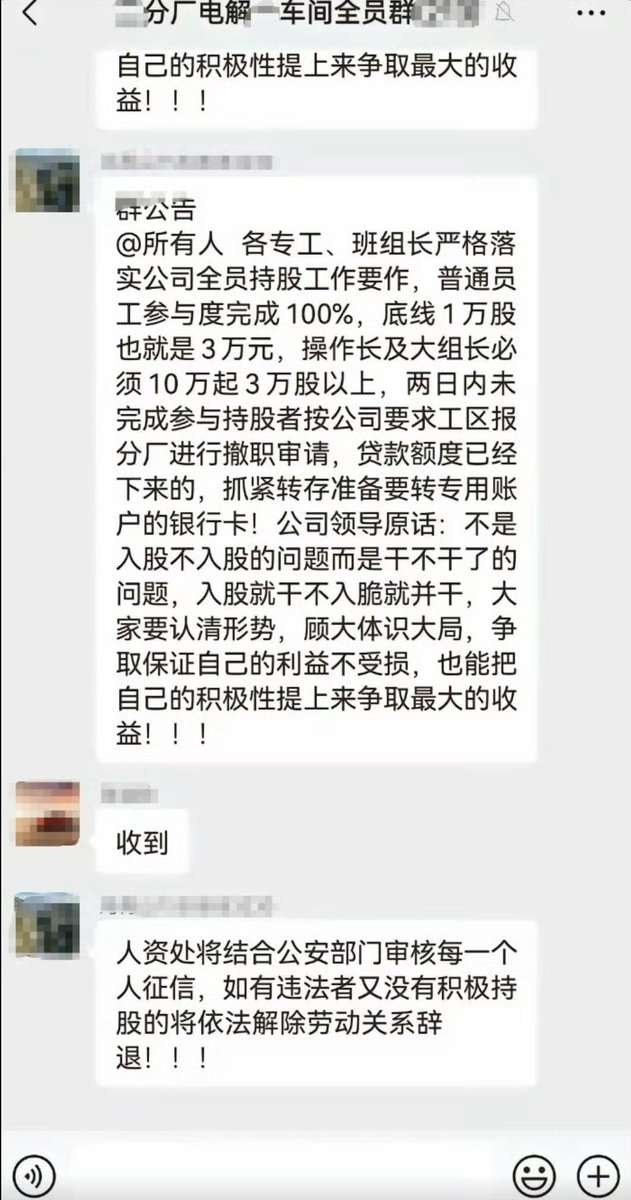 分厂电解一车间全员群
自己的积极性提上来争取最大的收
益！！！
群公告
@所有人 各专工、班组长严格落
实公司全员持股工作要作，普通员
工参与度完成100%，底线1万股
也就是3万元，操作长及大组长必
须10万起3万股以上，两日内未
完成参与持股者按公司要求工区报
分厂进行撤职审请，贷款额度已经
下来的，抓紧转存准备要转专用账
户的银行卡！公司领导原话：不是
入股不入股的问题而是干不干了的
问题，入股就干不入脆就并干，大
家要认清形势，顾大体识大局，争
取保证自己的利益不受损，也能把
自己的积极性提上来争取最大的收
益！！！
收到
人资处将结合公安部门审核每一个
人征信，如有违法者又没有积极持
股的将依法解除劳动关系辞
退！！！